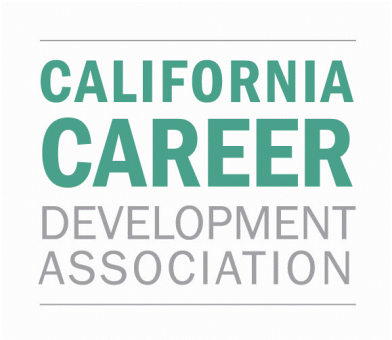 CALIFORNIA
CAREER
DEVELOPMENT
ASSOCIATION